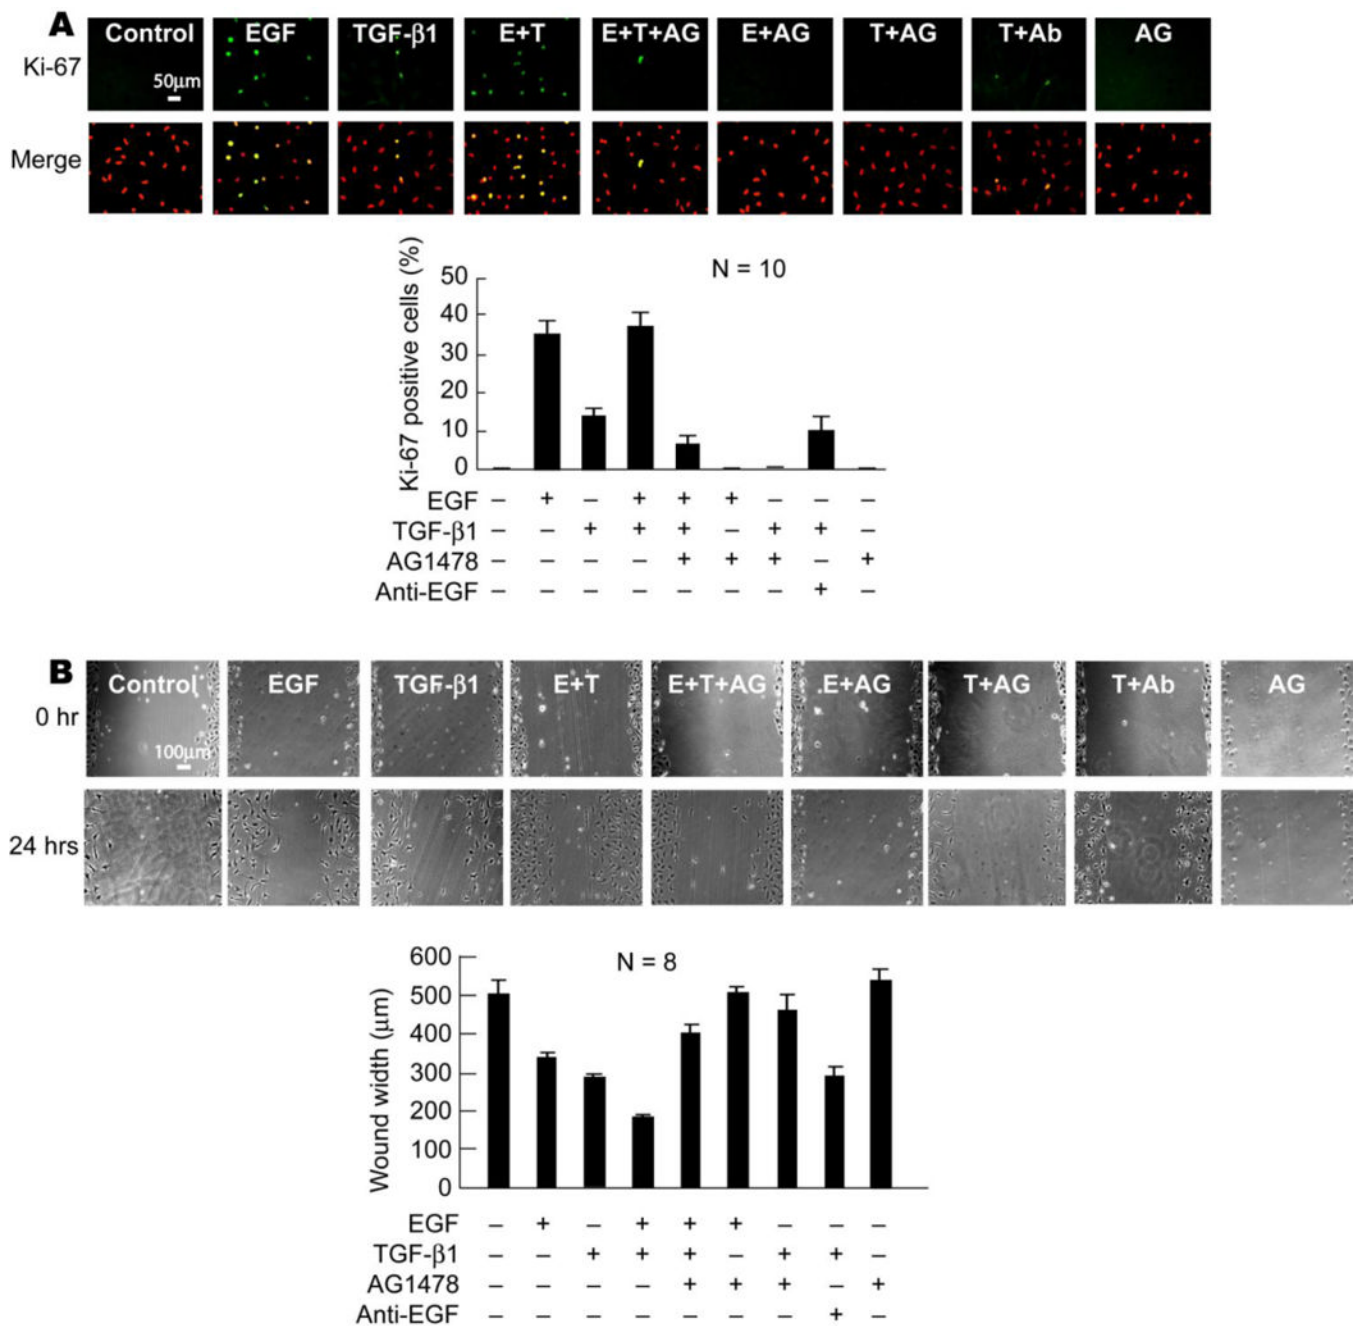 A
Control EGF TGF-β1 E+T E+T+AG E+AG T+AG T+Ab AG
Ki-67
50μm
Merge
N = 10
Ki-67 positive cells (%)
50
40
30
20
10
0
EGF – + – + + + – – –
TGF-β1 – – + + + – + + –
AG1478 – – – – + + + – +
Anti-EGF – – – – – – – + –
B
Control EGF TGF-β1 E+T E+T+AG E+AG T+AG T+Ab AG
0 hr
100μm
24 hrs
N = 8
Wound width (μm)
600
500
400
300
200
100
0
EGF – + – + + + – – –
TGF-β1 – – + + + – + + –
AG1478 – – – – + + + – +
Anti-EGF – – – – – – – + –